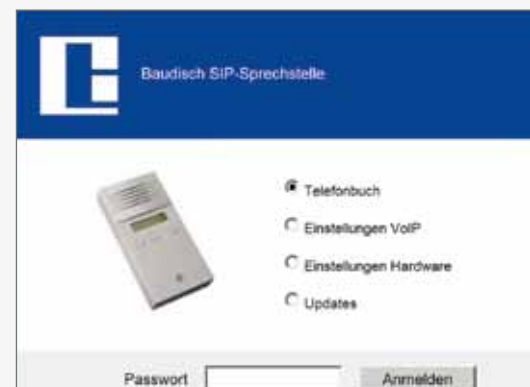 Baudisch SIP-Sprechstelle
Telefonbuch
Einstellungen VoIP
Einstellungen Hardware
Updates
Passwort
Anmelden